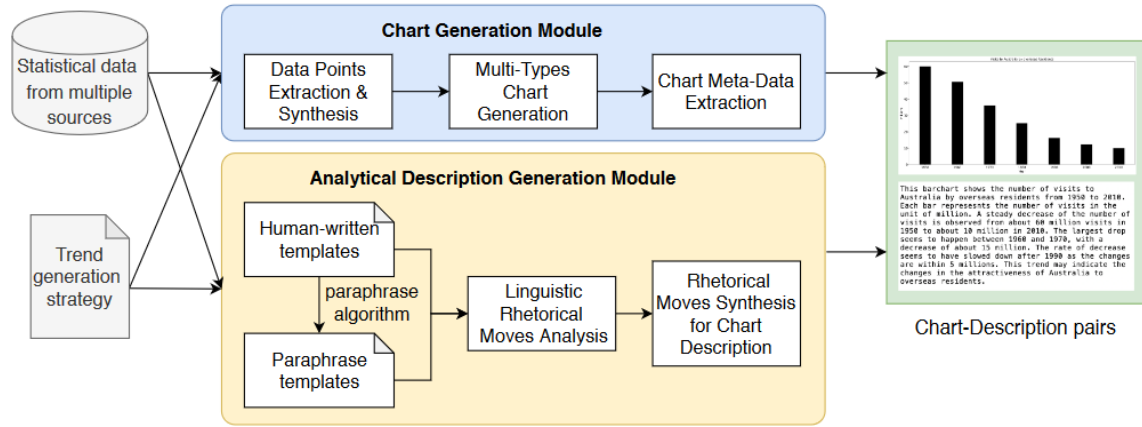 Statistical data
from multiple
sources
Trend
generation
strategy
Chart Generation Module
Data Points
Extraction &
Synthesis
Multi-Types
Chart
Generation
Chart Meta-Data
Extraction
Analytical Description Generation Module
Human-written
templates
paraphrase
algorithm
Paraphrase
templates
Linguistic
Rhetorical
Moves Analysis
Rhetorical
Moves Synthesis
for Chart
Description
This barchart shows the number of visits to
Australia by overseas residents from 1950 to 2010.
Each bar represesnts the number of visits in the
unit of million. A steady decrease of the number of
visits is observed from about 60 million visits in
1950 to about 10 million in 2010. The largest drop
seems to happen between 1960 and 1970, with a
decrease of about 15 million. The rate of decrease
seems to have slowed down after 1990 as the changes
are within 5 millions. This trend may indicate the
changes in the attractiveness of Australia to
overseas residents.
Chart-Description pairs